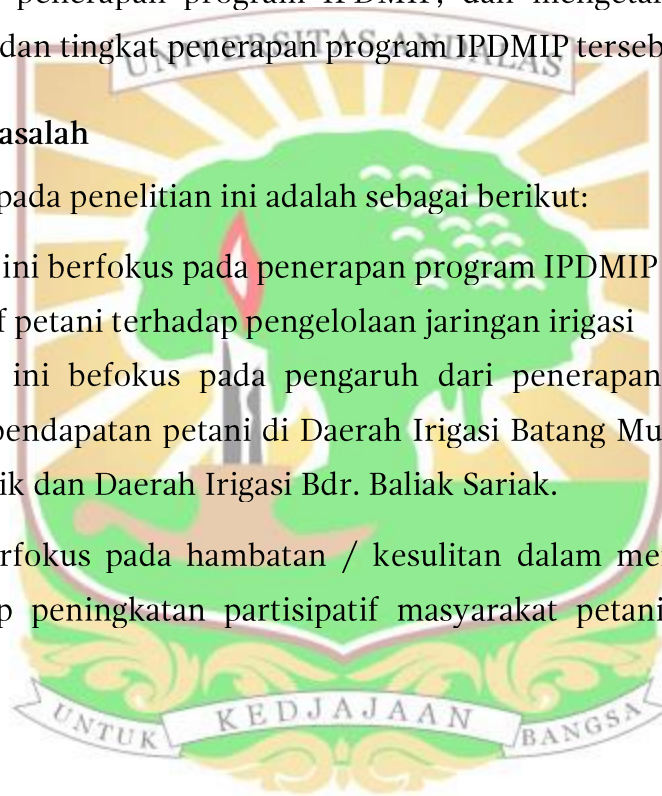 penerapan program IPDMIP, dan
dan tingkat penerapan program IPDMIP
UNIVERSITAS ANDALAS
asalah
pada penelitian ini adalah sebagai berikut:
ini berfokus pada penerapan program IPDMIP
f petani terhadap pengelolaan jaringan irigasi
ini befokus pada pengaruh dari penerapan
pendapatan petani di Daerah Irigasi Batang Mu
ik dan Daerah Irigasi Bdr. Baliak Sariak.
rfokus pada hambatan / kesulitan dalam me
p peningkatan partisipatif masyarakat petani
UNTUK KEDJAJAAN BANGSA